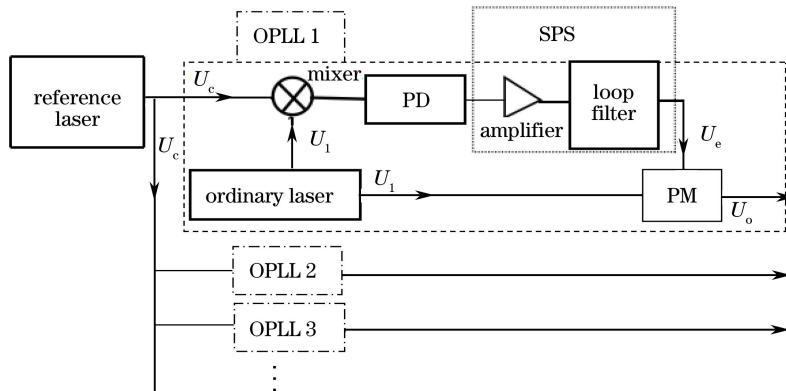 OPLL 1
SPS
reference
laser
U_c
mixer
PD
amplifier
loop
filter
U_c
U_1
U_e
ordinary laser
U_1
PM
U_o
OPLL 2
OPLL 3
⋮